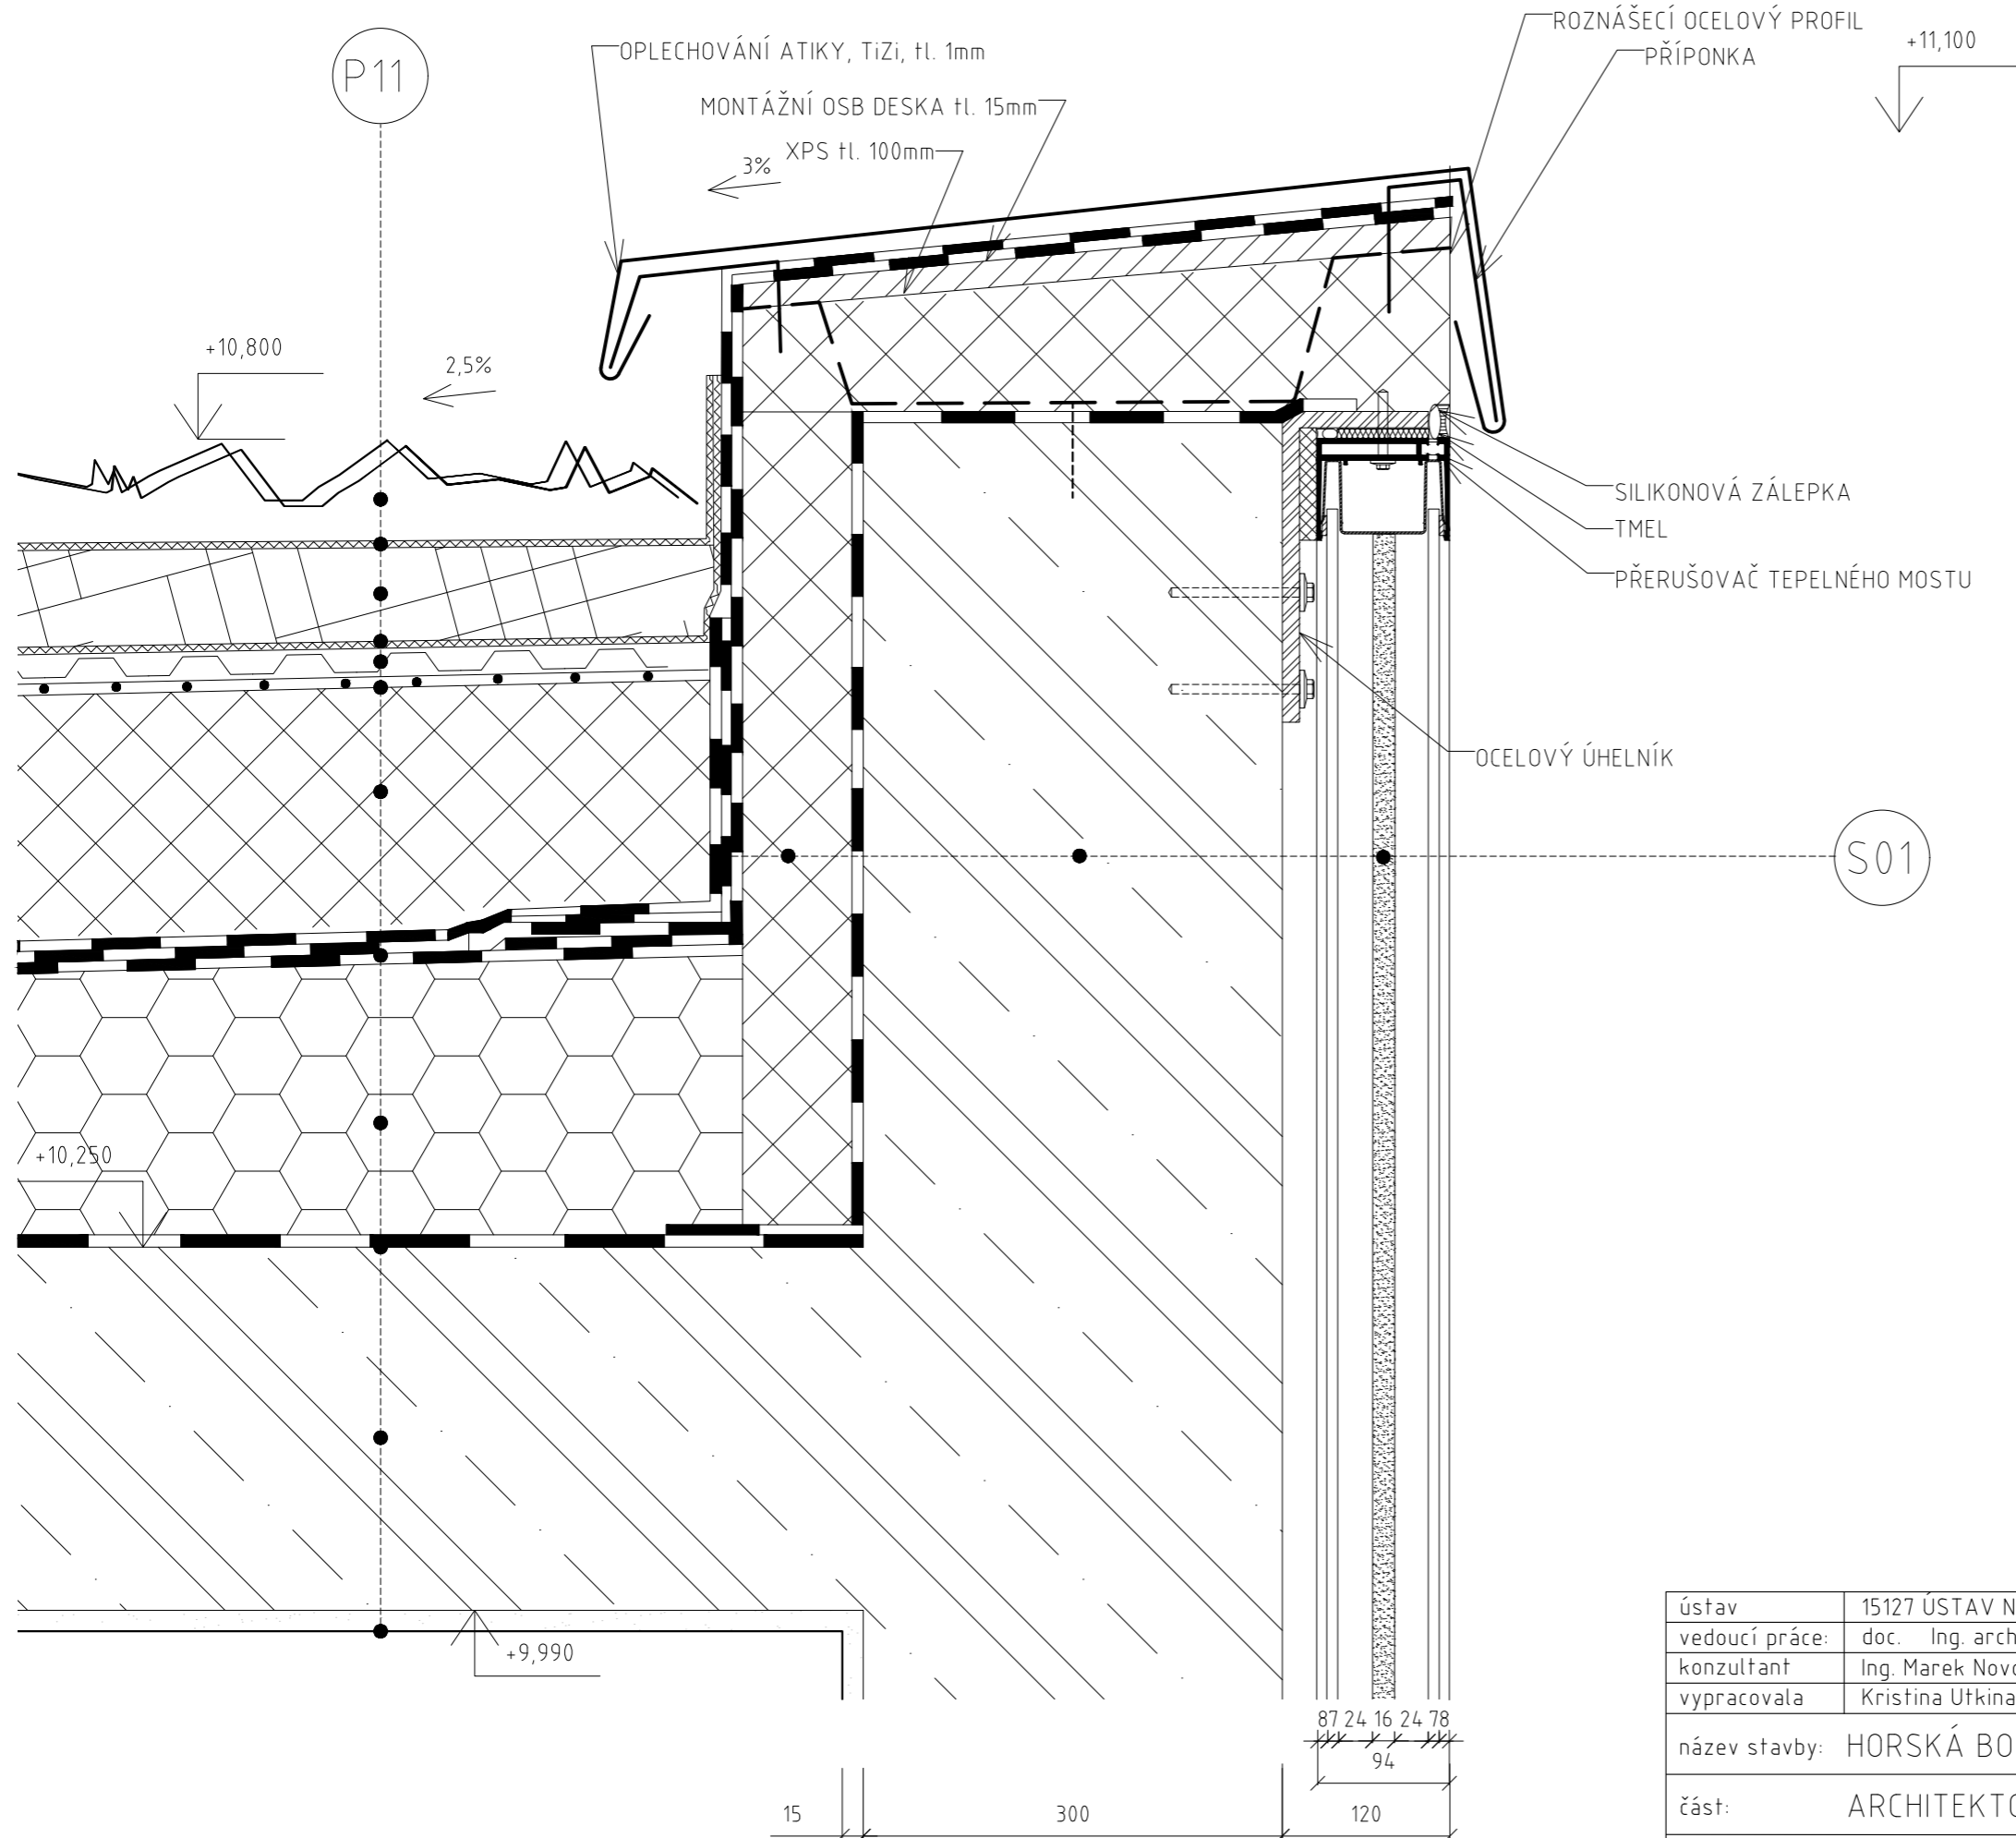 P11
OPLECHOVÁNÍ ATIKY, TiZi, tl. 1mm
MONTÁŽNÍ OSB DESKA tl. 15mm
XPS tl. 100mm
3%
ROZNÁŠECÍ OCELOVÝ PROFIL
PŘÍPONKA
+11,100
+10,800
2,5%
SILIKONOVÁ ZÁLEPKA
TMEL
PŘERUŠOVAČ TEPELNÉHO MOSTU
OCELOVÝ ÚHELNÍK
S01
+10,250
+9,990
87 24 16 24 78
94
15 300 120
ústav 15127 ÚSTAV N
vedoucí práce: doc. Ing. arch
konzultant Ing. Marek Novo
vypracovala Kristina Utkina
název stavby: HORSKÁ BO
část: ARCHITEKTO